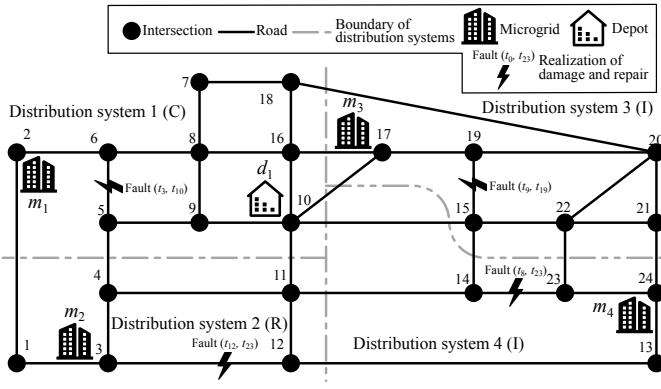 Intersection
Road
Boundary of
distribution systems
Microgrid
Depot
Fault (t0, t23)
Realization of
damage and repair
7
18
Distribution system 1 (C)
m3
Distribution system 3 (I)
2
6
8
16
17
19
20
m1
Fault (t3, t10)
d1
Fault (t9, t19)
5
9
10
15
22
21
4
11
14
Fault (t8, t23)
23
24
m2
Distribution system 2 (R)
m4
Fault (t12, t23)
1
3
12
Distribution system 4 (I)
13